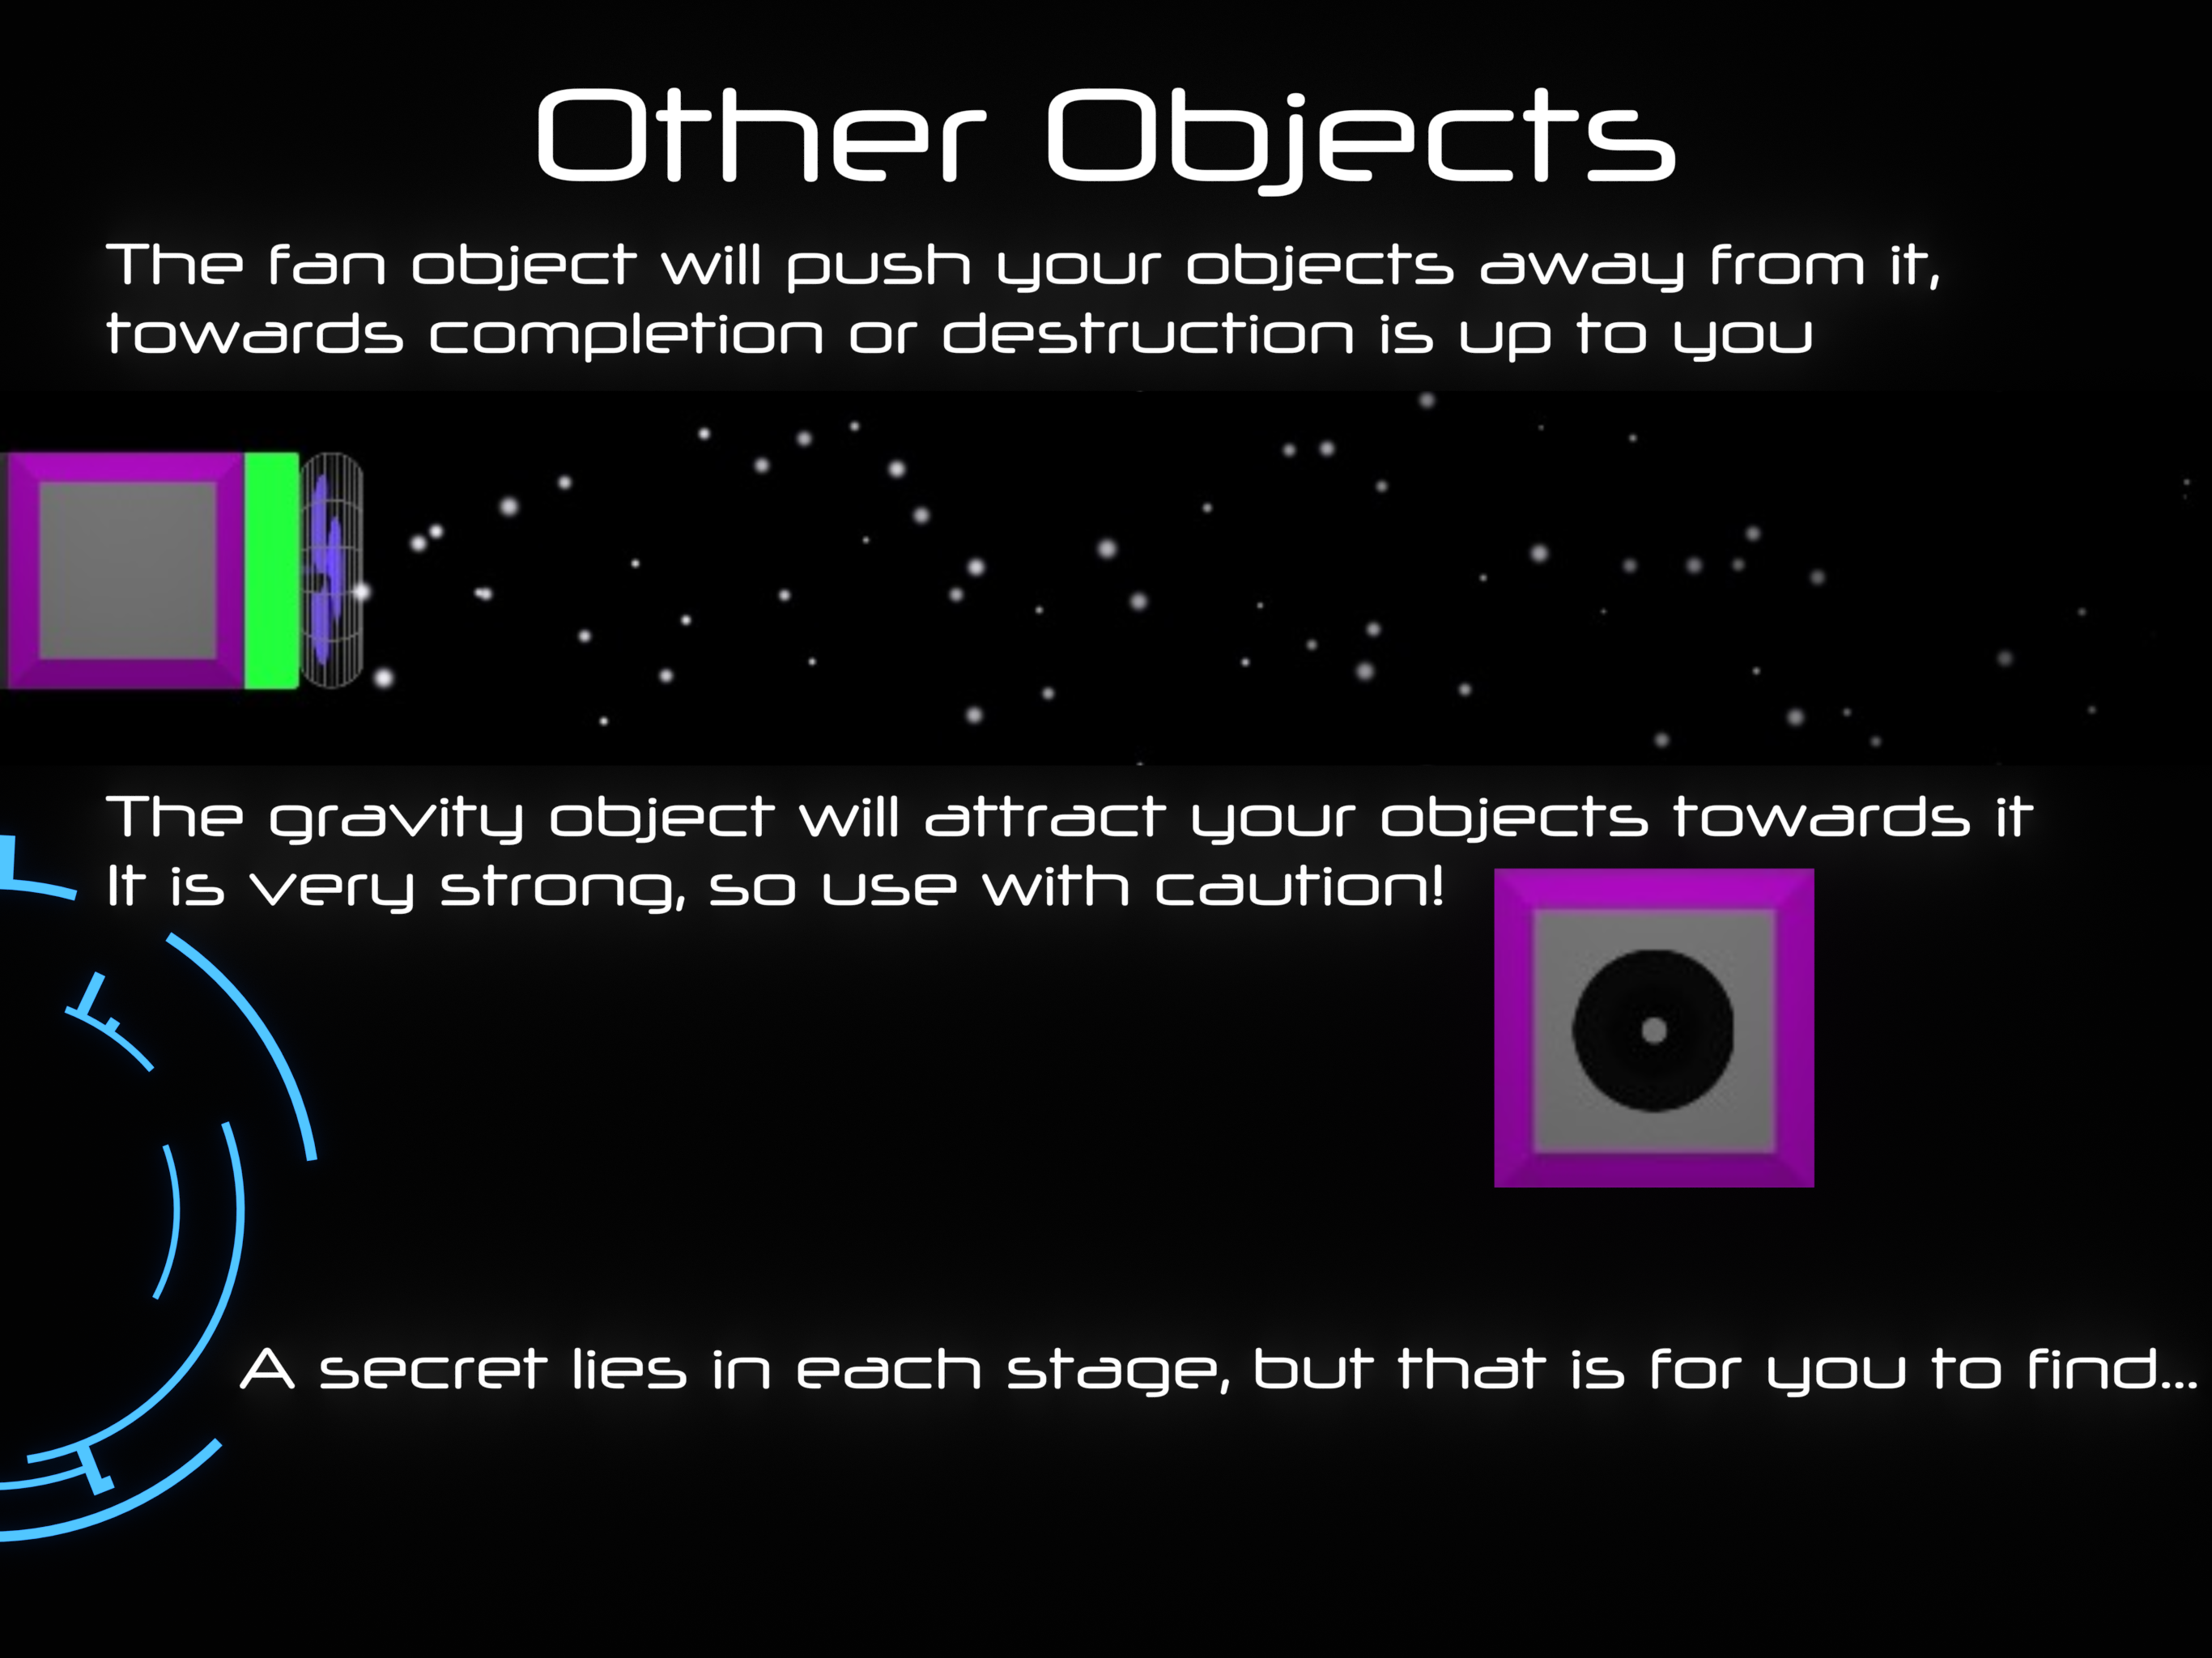 Other Objects
The fan object will push your objects away from it,
towards completion or destruction is up to you
The gravity object will attract your objects towards it
It is very strong, so use with caution!
A secret lies in each stage, but that is for you to find...